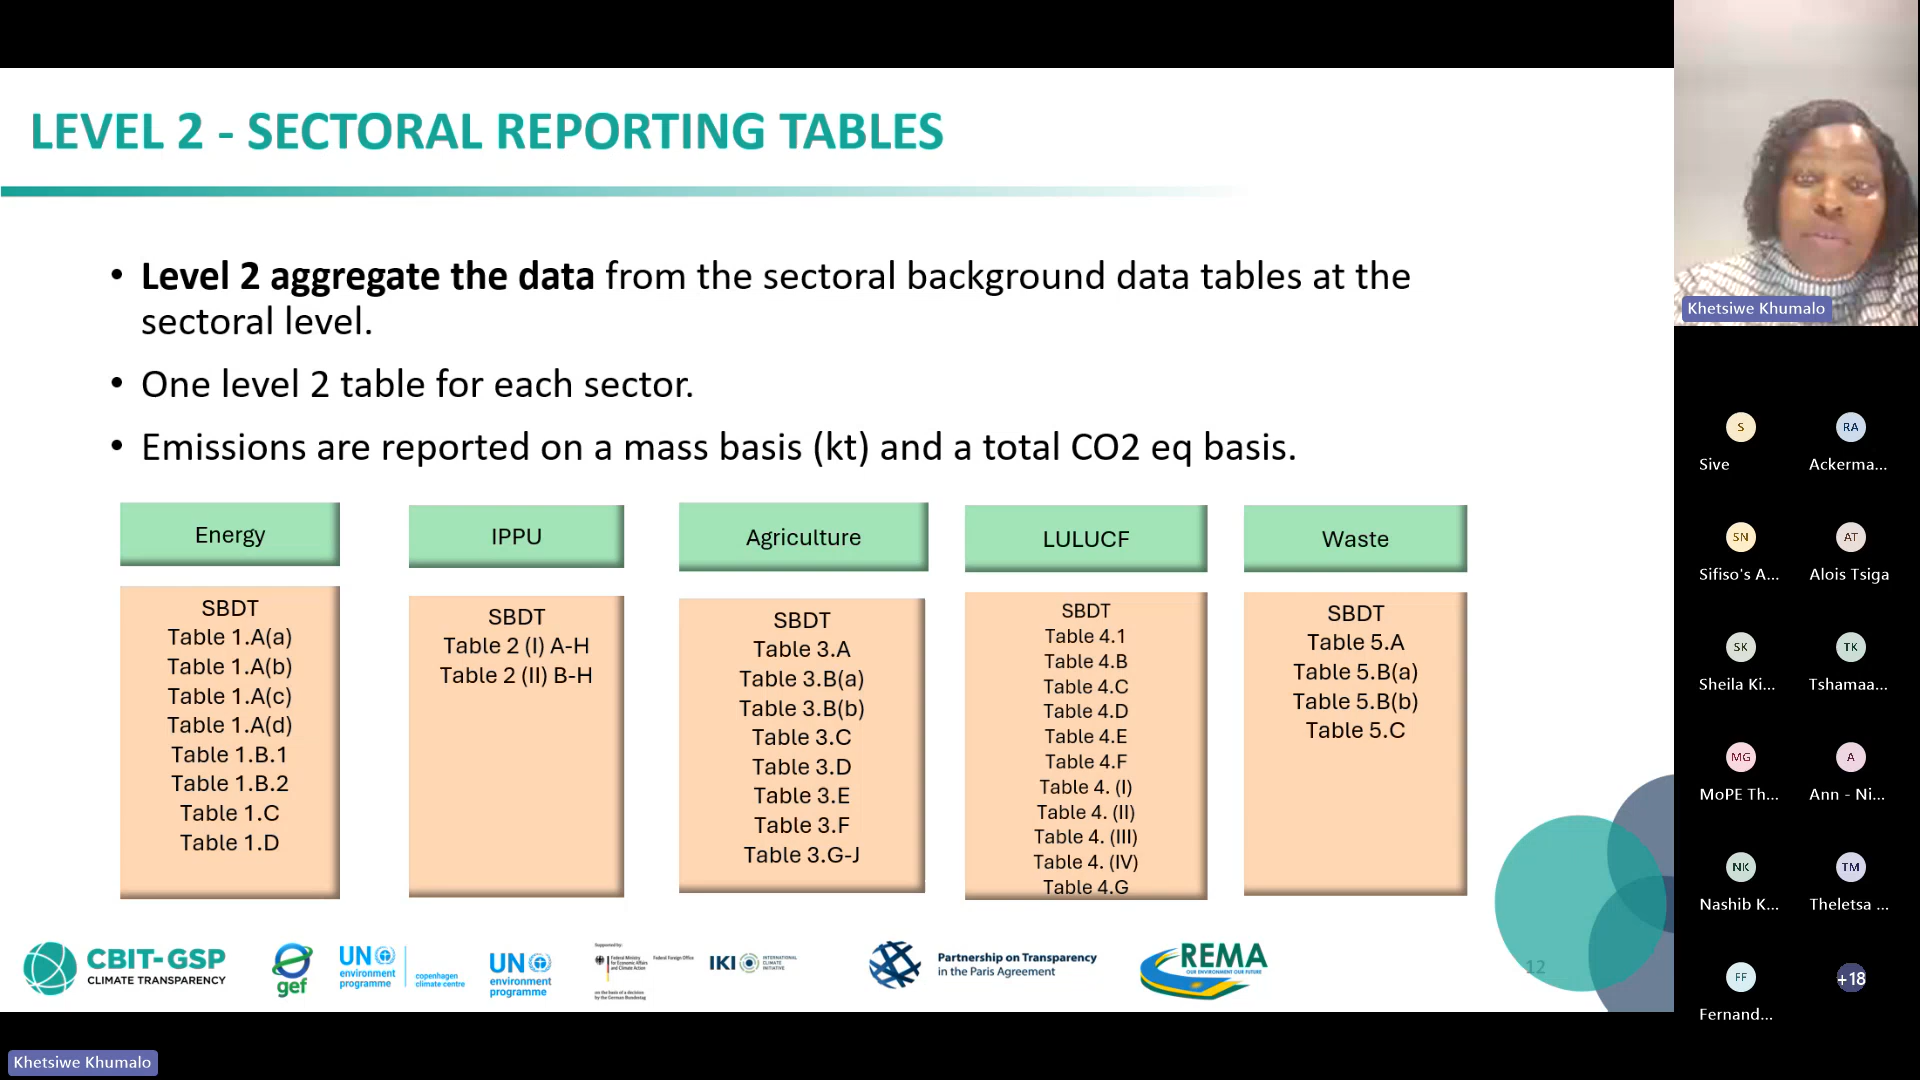 LEVEL 2 - SECTORAL REPORTING TABLES
• Level 2 aggregate the data from the sectoral background data tables at the
sectoral level.
• One level 2 table for each sector.
• Emissions are reported on a mass basis (kt) and a total CO2 eq basis.
Energy
SBDT
Table 1.A(a)
Table 1.A(b)
Table 1.A(c)
Table 1.A(d)
Table 1.B.1
Table 1.B.2
Table 1.C
Table 1.D
IPPU
SBDT
Table 2 (I) A-H
Table 2 (II) B-H
Agriculture
SBDT
Table 3.A
Table 3.B(a)
Table 3.B(b)
Table 3.C
Table 3.D
Table 3.E
Table 3.F
Table 3.G-J
LULUCF
SBDT
Table 4.1
Table 4.B
Table 4.C
Table 4.D
Table 4.E
Table 4.F
Table 4. (I)
Table 4. (II)
Table 4. (III)
Table 4. (IV)
Table 4.G
Waste
SBDT
Table 5.A
Table 5.B(a)
Table 5.B(b)
Table 5.C
CBIT-GSP
CLIMATE TRANSPARENCY
gef
UN
environment
programme
copenhagen
climate centre
UN
environment
programme
Supported by:
Federal Ministry
for Economic Affairs
and Climate Action
Federal Foreign Office
on the basis of a decision
by the German Bundestag
IKI
INTERNATIONAL
CLIMATE
INITIATIVE
Partnership on Transparency
in the Paris Agreement
REMA
OUR ENVIRONMENT OUR FUTURE
12
Khetsiwe Khumalo
S
Sive
RA
Ackerma...
SN
Sifiso's A...
AT
Alois Tsiga
SK
Sheila Ki...
TK
Tshamaa...
MG
MoPE Th...
A
Ann - Ni...
NK
Nashib K...
TM
Theletsa ...
FF
Fernand...
+18
Khetsiwe Khumalo